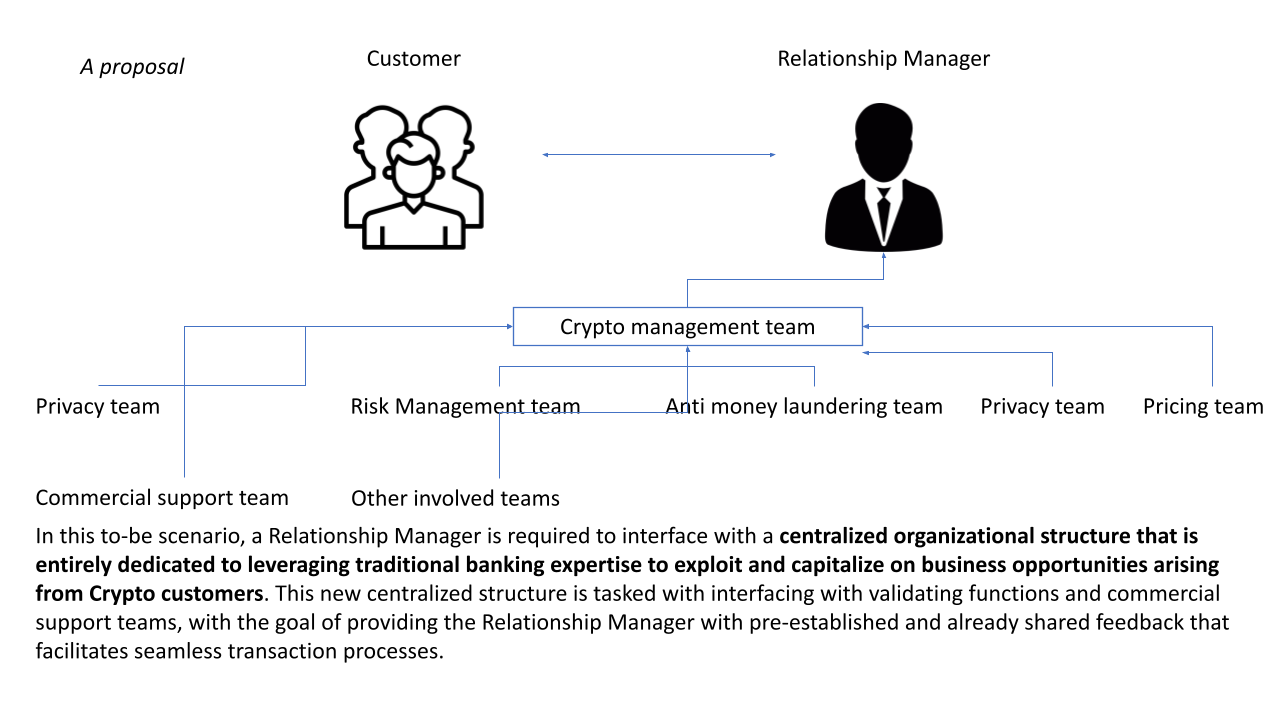 A proposal
Customer
Relationship Manager
Crypto management team
Privacy team
Risk Management team
Anti money laundering team
Privacy team
Pricing team
Commercial support team
Other involved teams
In this to-be scenario, a Relationship Manager is required to interface with a centralized organizational structure that is
entirely dedicated to leveraging traditional banking expertise to exploit and capitalize on business opportunities arising
from Crypto customers. This new centralized structure is tasked with interfacing with validating functions and commercial
support teams, with the goal of providing the Relationship Manager with pre-established and already shared feedback that
facilitates seamless transaction processes.